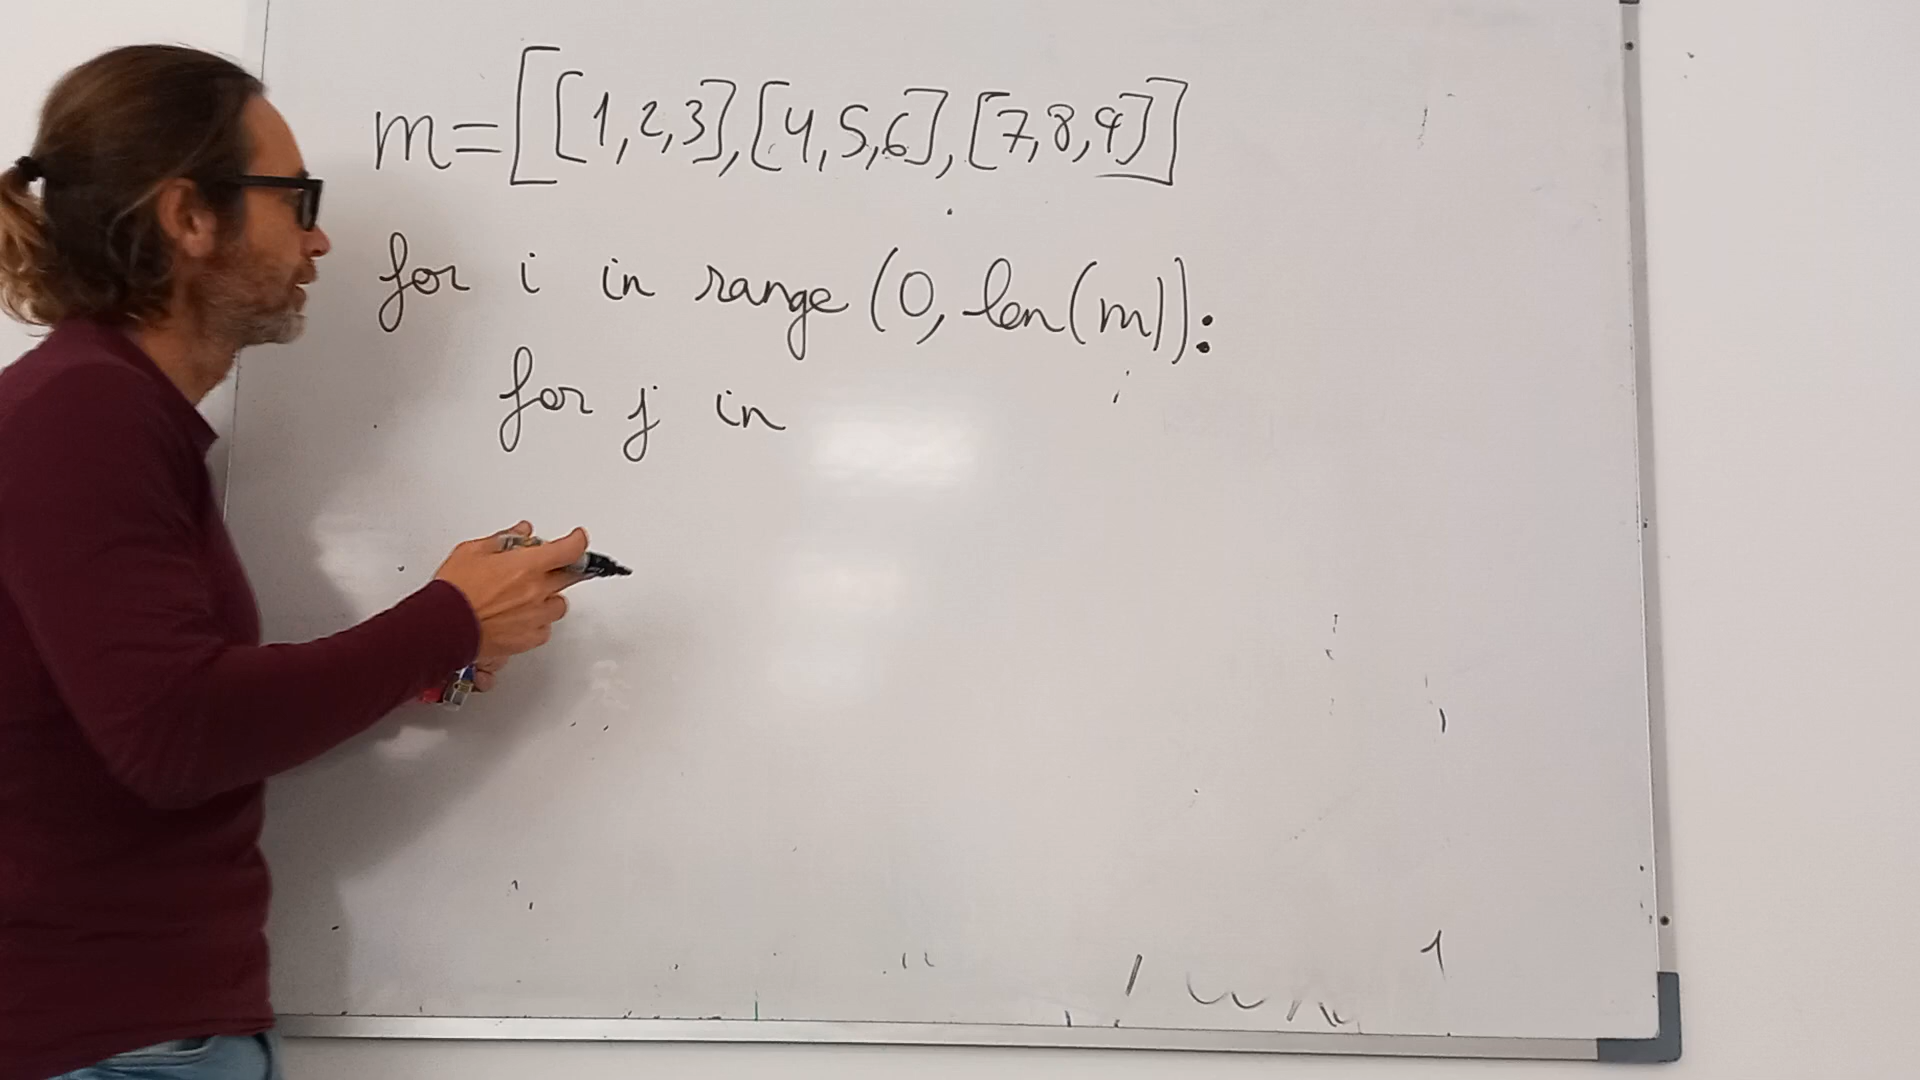 m=[[1,2,3],[4,5,6],[7,8,9]]
for i in range (0, len(m)):
for j in